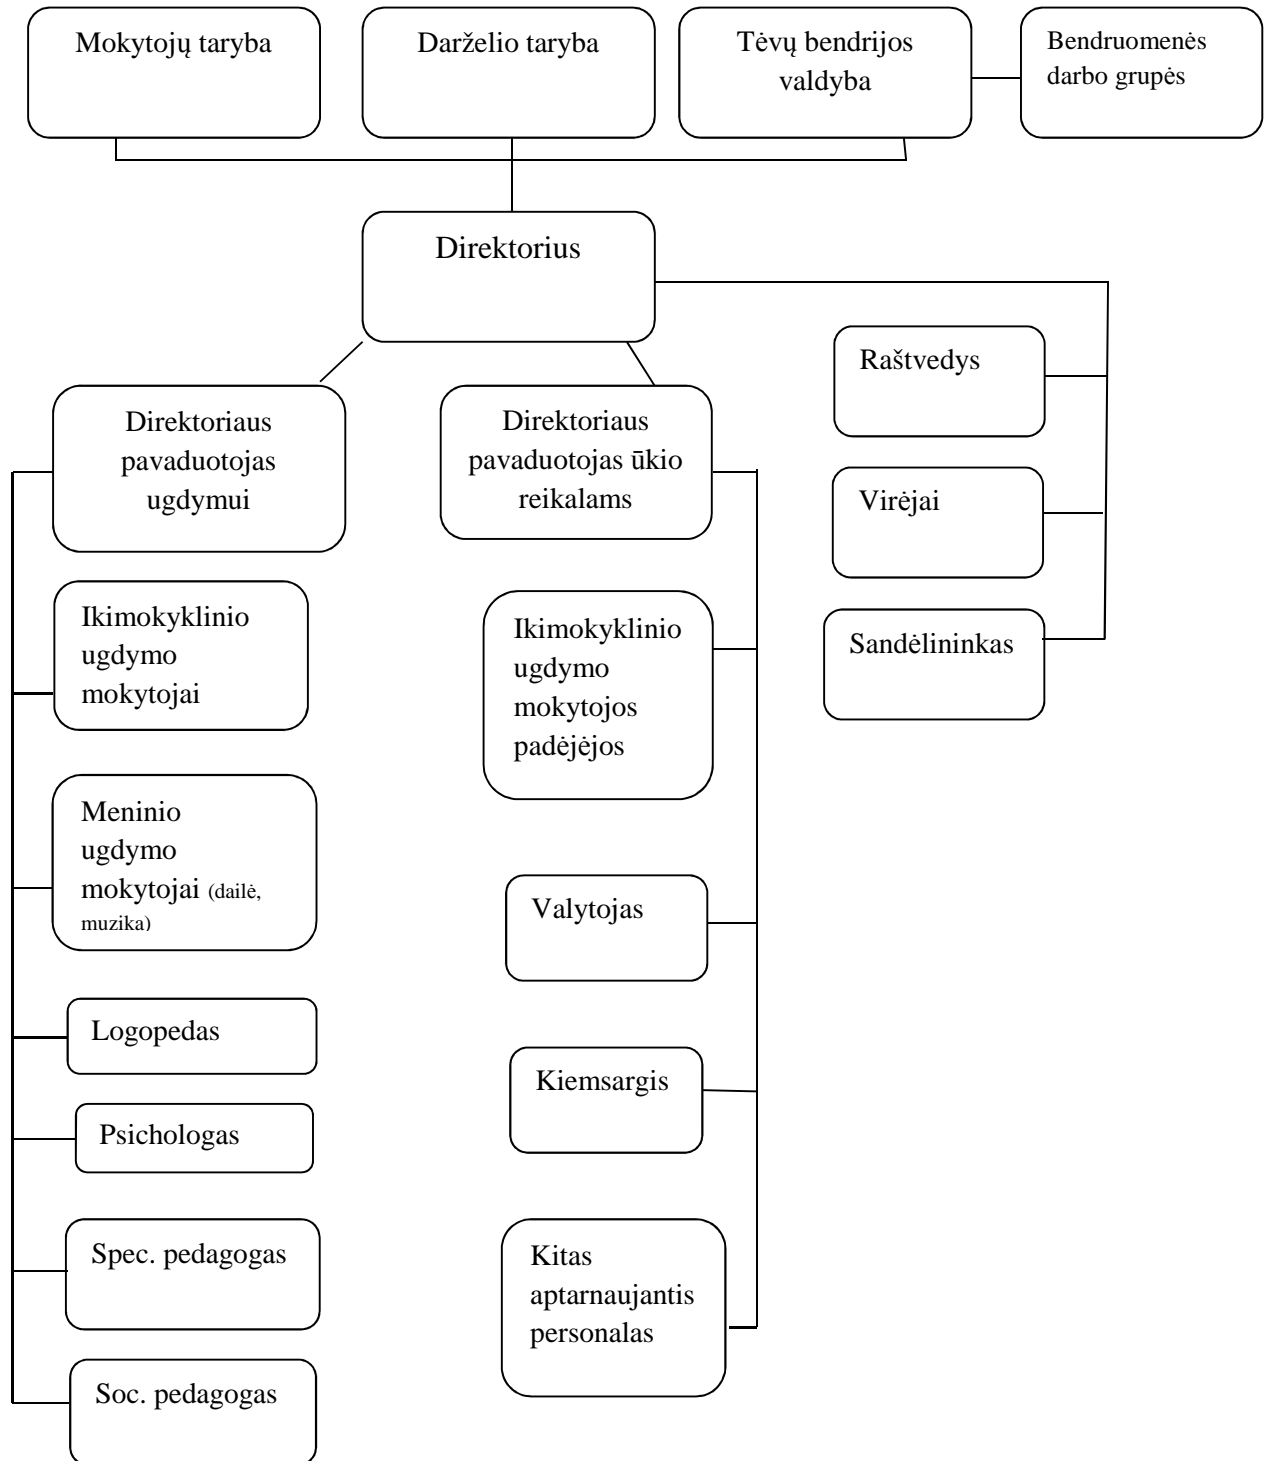 Mokytojų taryba
Darželio taryba
Tėvų bendrijos
valdyba
Bendruomenės
darbo grupės
Direktorius
Direktoriaus
pavaduotojas
ugdymui
Direktoriaus
pavaduotojas ūkio
reikalams
Raštvedys
Virėjai
Sandėlininkas
Ikimokyklinio
ugdymo
mokytojai
Ikimokyklinio
ugdymo
mokytojos
padėjėjos
Meninio
ugdymo
mokytojai (dailė,
muzika)
Valytojas
Logopedas
Kiemsargis
Psichologas
Spec. pedagogas
Kitas
aptarnaujantis
personalas
Soc. pedagogas